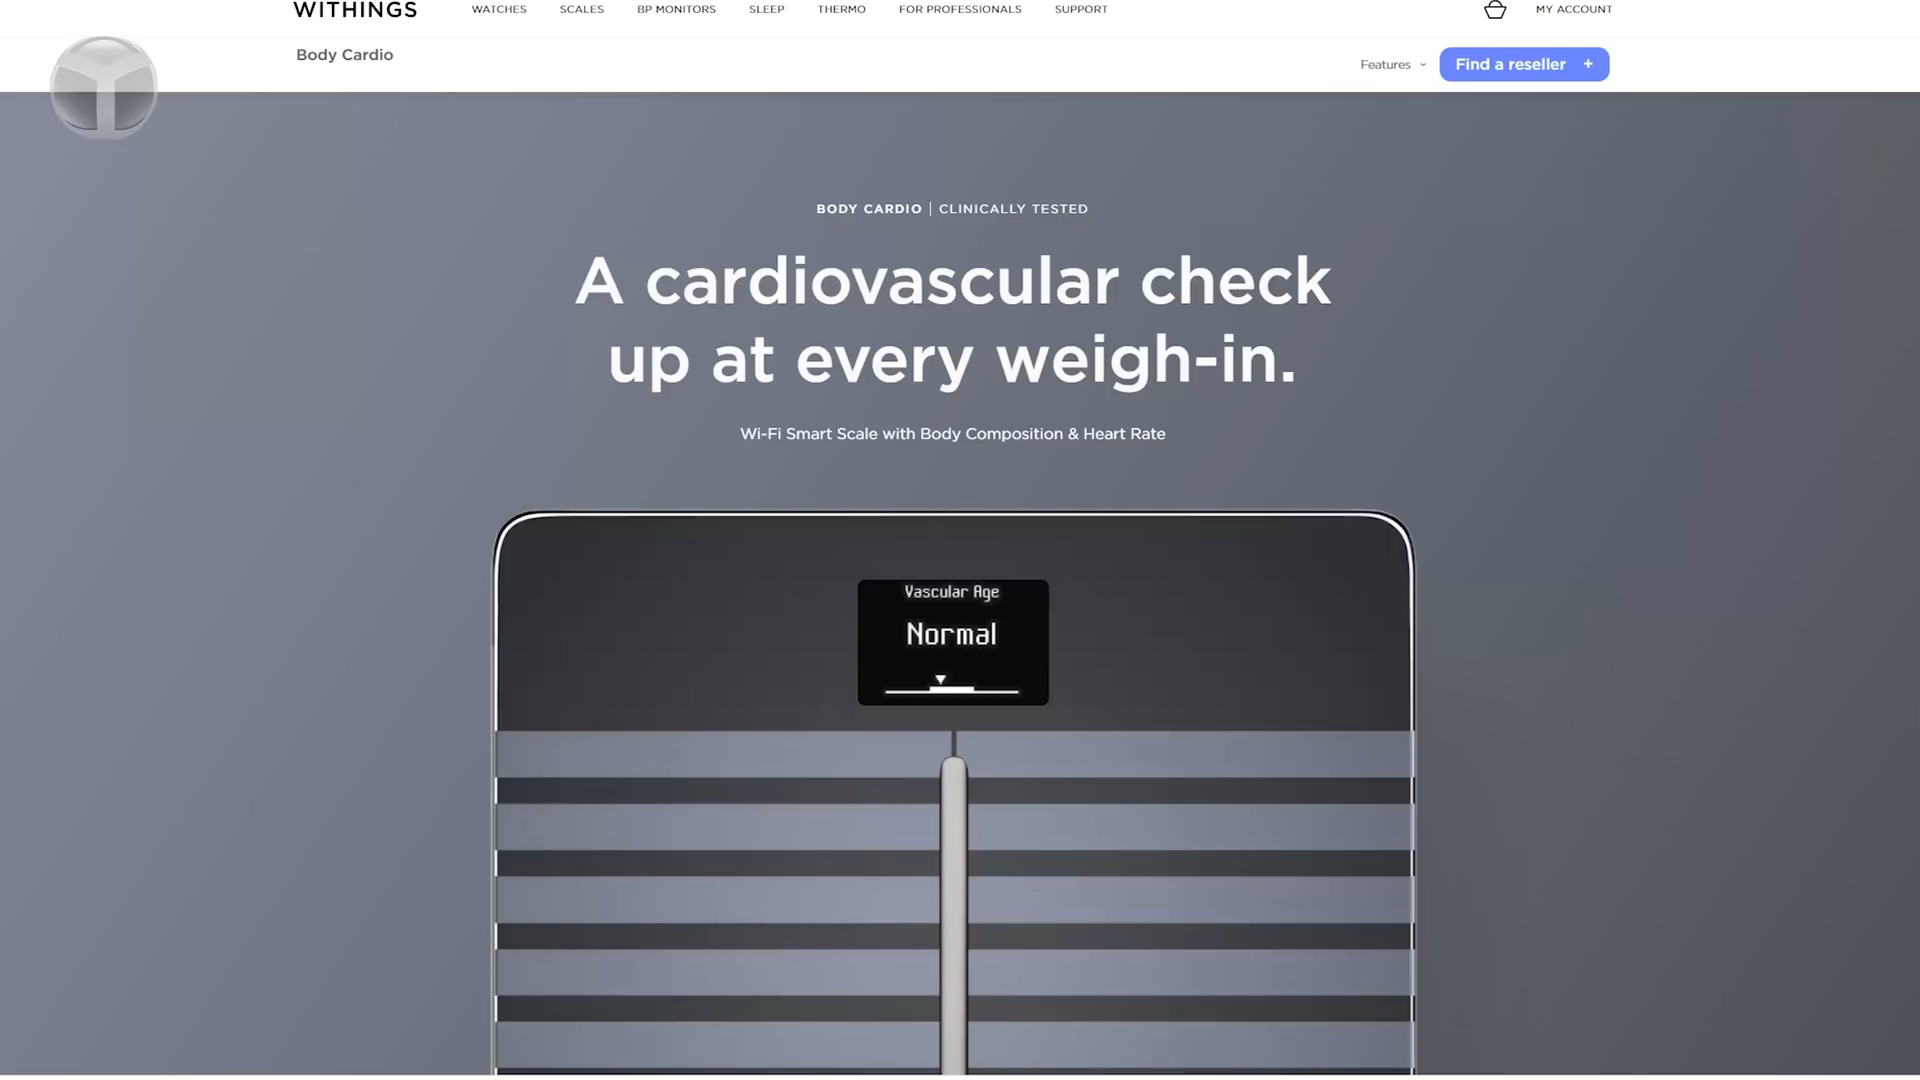 WITHINGS
WATCHES SCALES BP MONITORS SLEEP THERMO FOR PROFESSIONALS SUPPORT MY ACCOUNT
Body Cardio
Features Find a reseller +
BODY CARDIO | CLINICALLY TESTED
A cardiovascular check
up at every weigh-in.
Wi-Fi Smart Scale with Body Composition & Heart Rate
Vascular Age
Normal